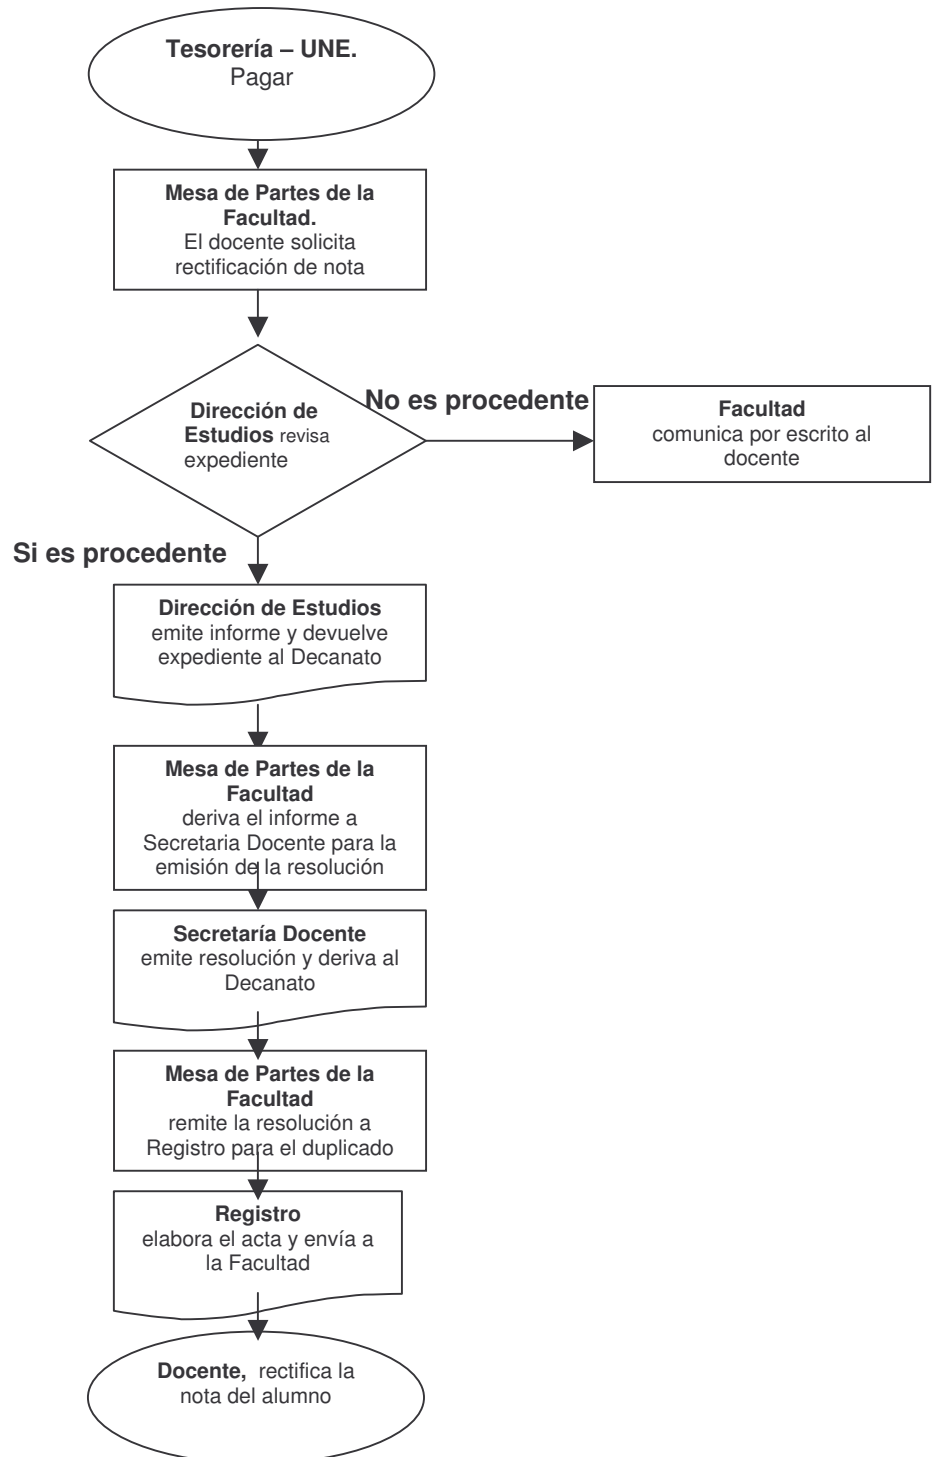 Tesorería – UNE.
Pagar
Mesa de Partes de la
Facultad.
El docente solicita
rectificación de nota
Dirección de
Estudios revisa
expediente
No es procedente
Facultad
comunica por escrito al
docente
Si es procedente
Dirección de Estudios
emite informe y devuelve
expediente al Decanato
Mesa de Partes de la
Facultad
deriva el informe a
Secretaria Docente para la
emisión de la resolución
Secretaría Docente
emite resolución y deriva al
Decanato
Mesa de Partes de la
Facultad
remite la resolución a
Registro para el duplicado
Registro
elabora el acta y envía a
la Facultad
Docente, rectifica la
nota del alumno